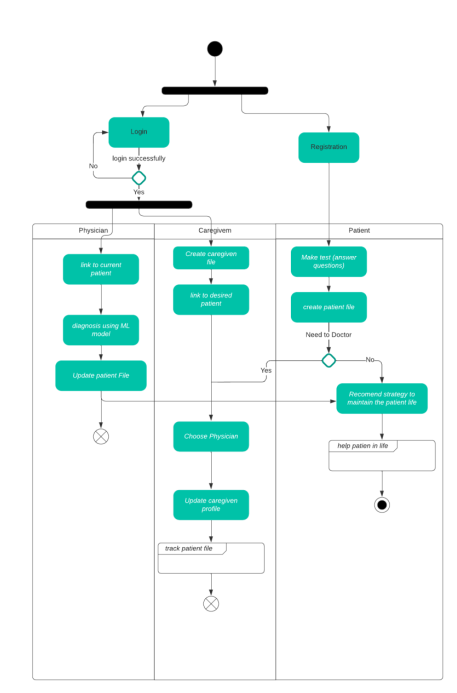 Login
Registration
login successfully
No
Yes
Physician
Caregivem
Patient
link to current
patient
Create caregiven
file
Make test (answer
questions)
link to desired
patient
create patient file
diagnosis using ML
model
Need to Doctor
Yes
No
Update patient File
Recomend strategy to
maintain the patient life
Choose Physician
help patien in life
Update caregiven
profile
track patient file